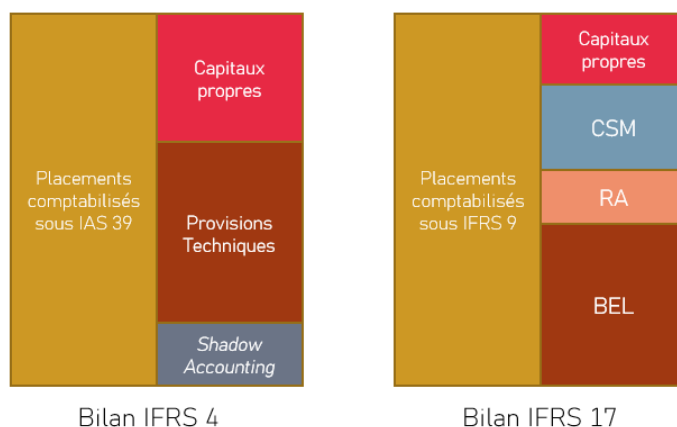 Placements
comptabilisés
sous IAS 39
Capitaux
propres
Provisions
Techniques
Shadow
Accounting
Bilan IFRS 4
Placements
comptabilisés
sous IFRS 9
Capitaux
propres
CSM
RA
BEL
Bilan IFRS 17